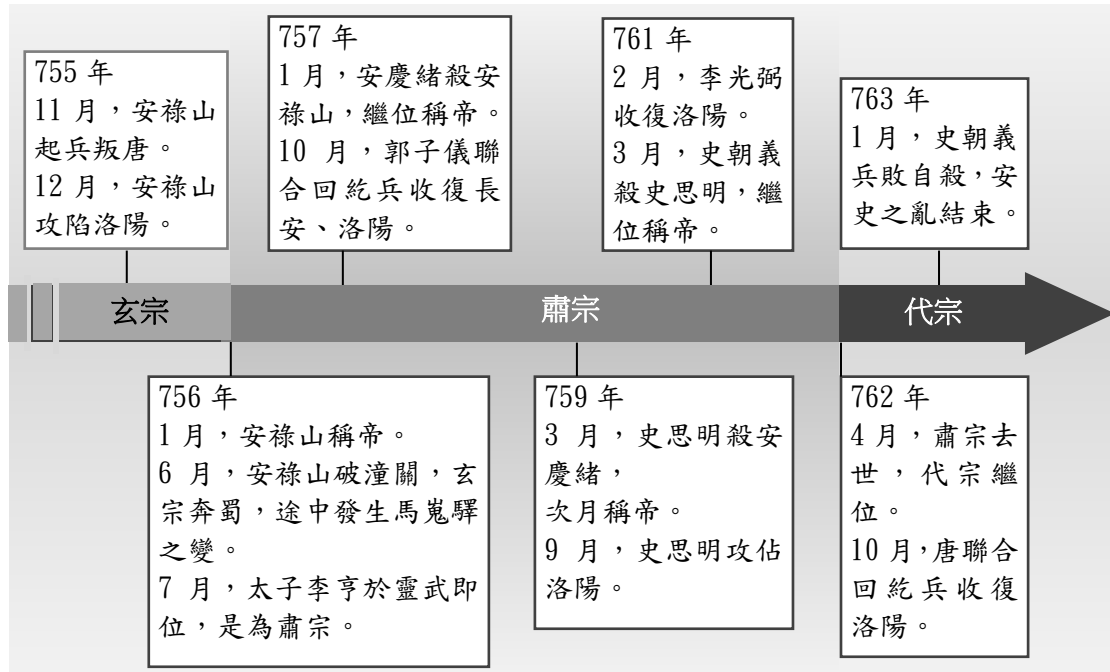 755 年
11 月，安祿山
起兵叛唐。
12 月，安祿山
攻陷洛陽。
757 年
1 月，安慶緒殺安
祿山，繼位稱帝。
10 月，郭子儀聯
合回紇兵收復長
安、洛陽。
761 年
2 月，李光弼
收復洛陽。
3 月，史朝義
殺史思明，繼
位稱帝。
763 年
1 月，史朝義
兵敗自殺，安
史之亂結束。
玄宗
肅宗
代宗
756 年
1 月，安祿山稱帝。
6 月，安祿山破潼關，玄
宗奔蜀，途中發生馬嵬驛
之變。
7 月，太子李亨於靈武即
位，是為肅宗。
759 年
3 月，史思明殺安
慶緒，
次月稱帝。
9 月，史思明攻佔
洛陽。
762 年
4 月，肅宗去
世，代宗繼
位。
10 月，唐聯合
回紇兵收復
洛陽。